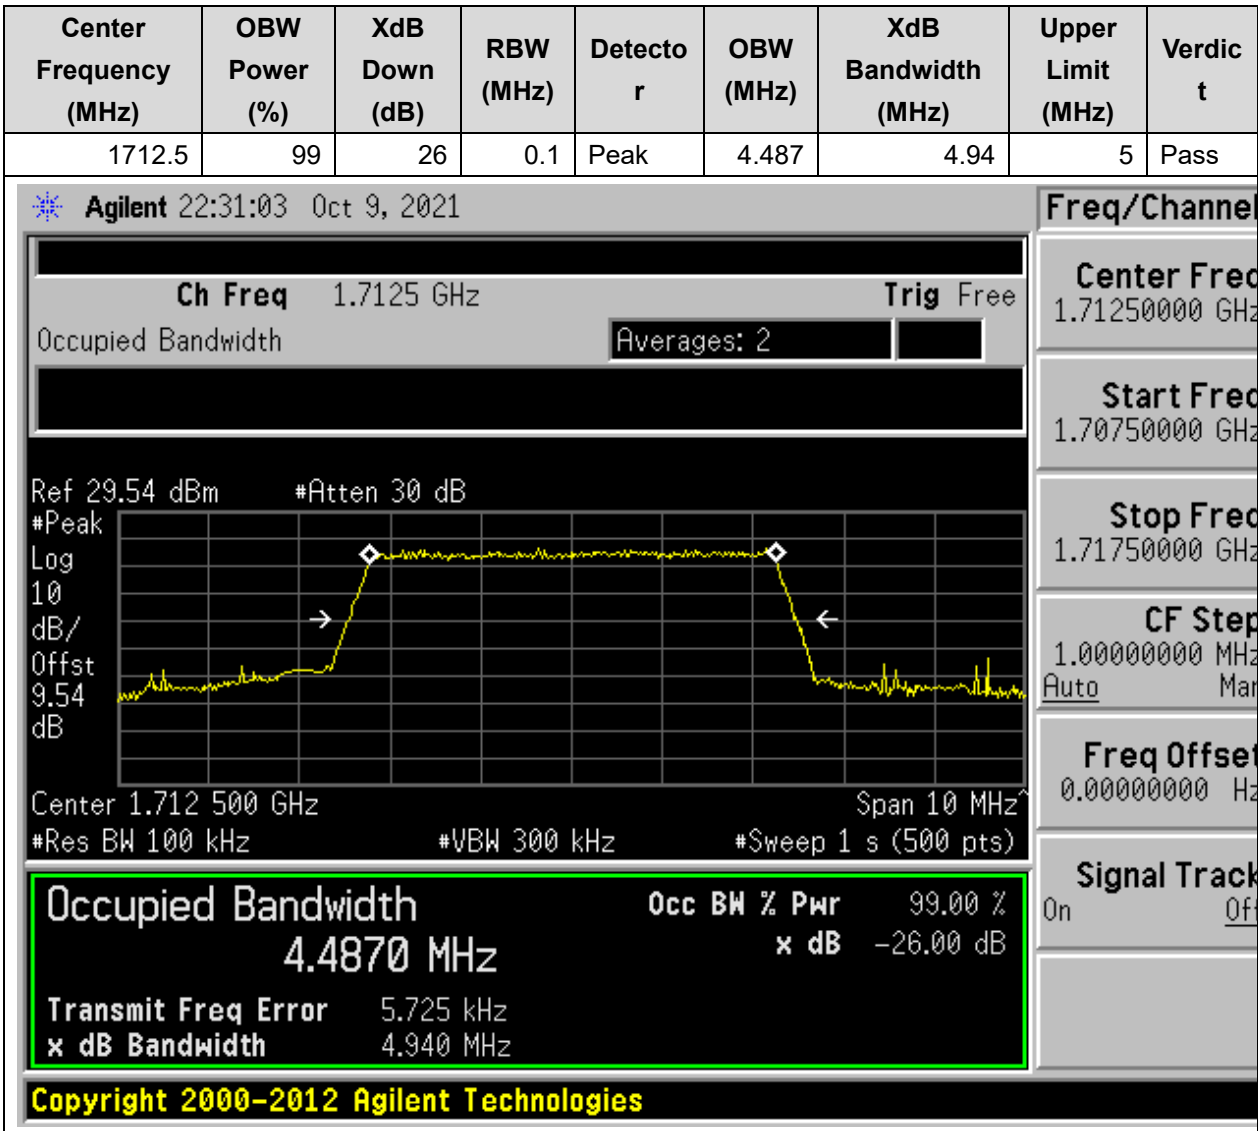 Center Frequency (MHz) OBW Power (%) XdB Down (dB) RBW (MHz) Detector OBW (MHz) XdB Bandwidth (MHz) Upper Limit (MHz) Verdict
1712.5 99 26 0.1 Peak 4.487 4.94 5 Pass
Agilent 22:31:03 Oct 9, 2021 Freq/Channel
Ch Freq 1.7125 GHz Trig Free
Occupied Bandwidth Averages: 2
Center Freq
1.71250000 GHz
Start Freq
1.70750000 GHz
Stop Freq
1.71750000 GHz
CF Step
1.00000000 MHz
Auto Man
Freq Offset
0.00000000 Hz
Signal Track
On Off
Ref 29.54 dBm #Atten 30 dB
#Peak
Log
10
dB/
Offst
9.54
dB
Center 1.712 500 GHz Span 10 MHz^
#Res BW 100 kHz #VBW 300 kHz #Sweep 1 s (500 pts)
Occupied Bandwidth Occ BW % Pwr 99.00 %
4.4870 MHz x dB -26.00 dB
Transmit Freq Error 5.725 kHz
x dB Bandwidth 4.940 MHz
Copyright 2000-2012 Agilent Technologies